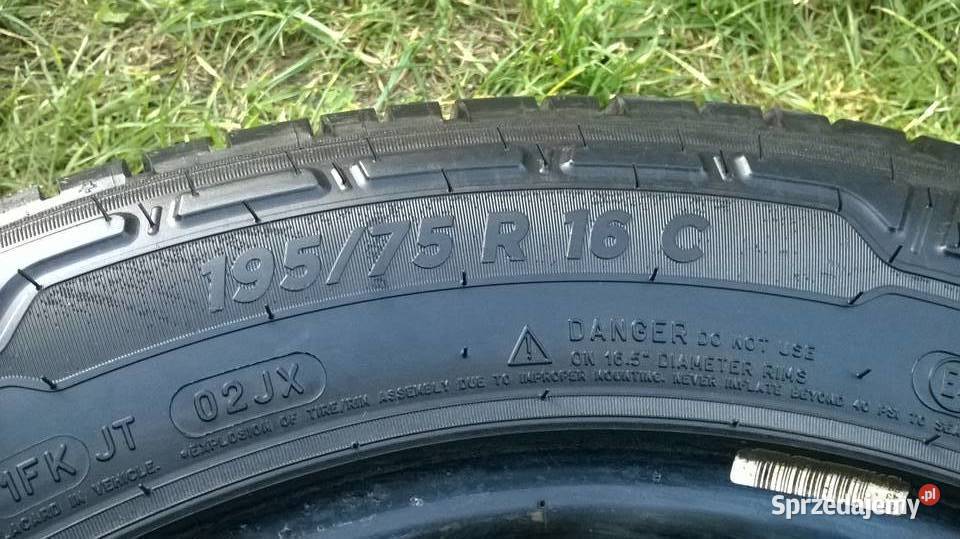 195/75 R 16 C
DANGER DO NOT USE
ON 16.5" DIAMETER RIMS
*EXPLOSION OF TIRE/RIM ASSEMBLY DUE TO IMPROPER MOUNTING. NEVER INFLATE BEYOND 40 PSI TO
02JX
1FK JT
IN VEHICLE.
Sprzedajemy.pl